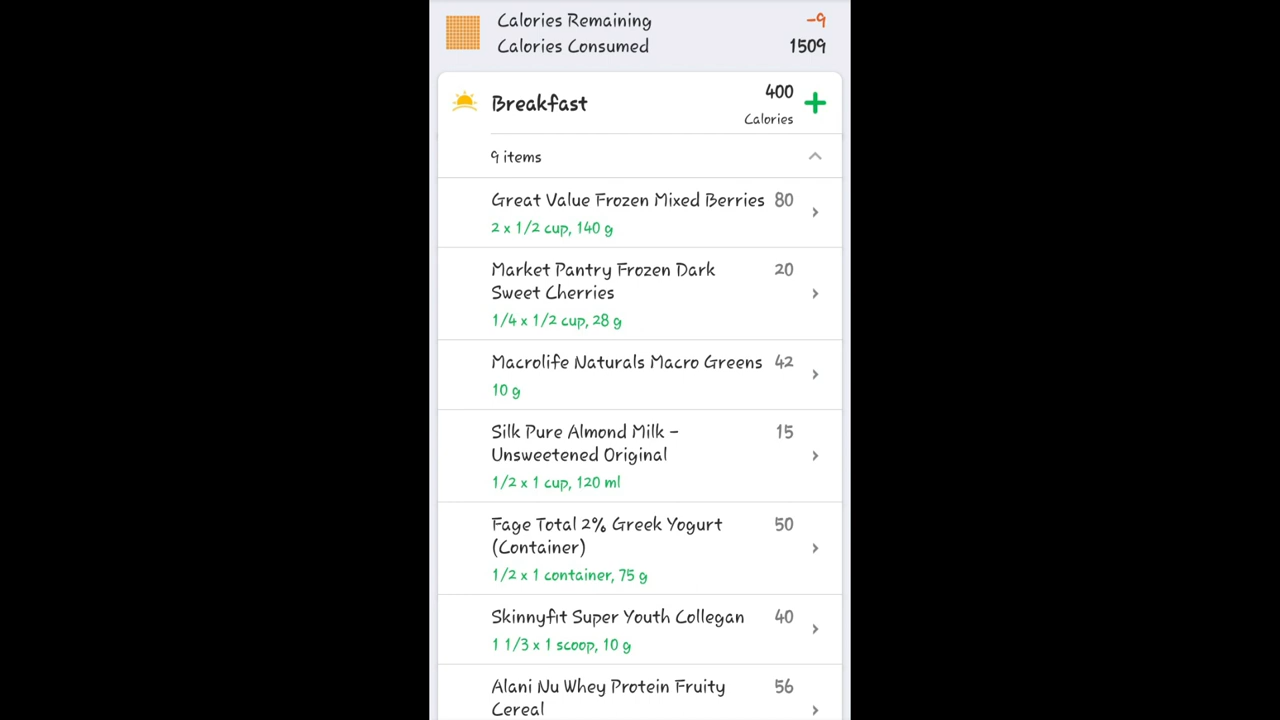 Calories Remaining -9
Calories Consumed 1509
Breakfast 400
Calories
9 items
Great Value Frozen Mixed Berries 80
2 x 1/2 cup, 140 g
Market Pantry Frozen Dark 20
Sweet Cherries
1/4 x 1/2 cup, 28 g
Macrolife Naturals Macro Greens 42
10 g
Silk Pure Almond Milk - 15
Unsweetened Original
1/2 x 1 cup, 120 ml
Fage Total 2% Greek Yogurt 50
(Container)
1/2 x 1 container, 75 g
Skinnyfit Super Youth Collegan 40
1 1/3 x 1 scoop, 10 g
Alani Nu Whey Protein Fruity 56
Cereal